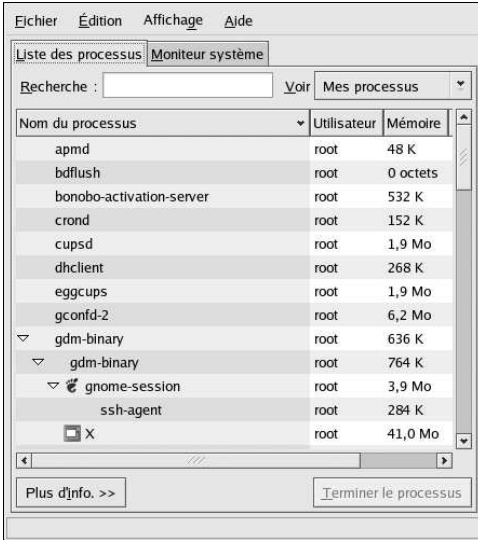 Fichier Édition Affichage Aide
Liste des processus Moniteur système
Recherche : Voir Mes processus
Nom du processus Utilisateur Mémoire
apmd root 48 K
bdflush root 0 octets
bonobo-activation-server root 532 K
crond root 152 K
cupsd root 1,9 Mo
dhclient root 268 K
eggcups root 1,9 Mo
gconfd-2 root 6,2 Mo
gdm-binary root 636 K
gdm-binary root 764 K
gnome-session root 3,9 Mo
ssh-agent root 284 K
X root 41,0 Mo
Plus d'info. >> Terminer le processus